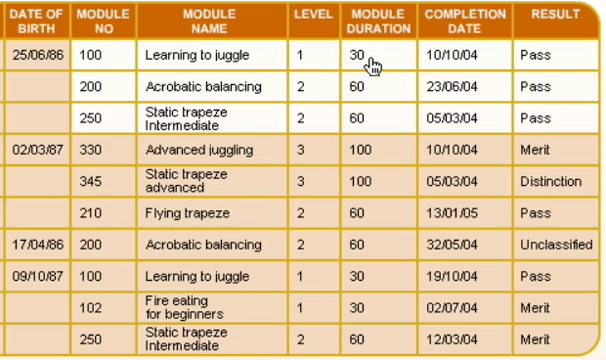 DATE OF BIRTH MODULE NO MODULE NAME LEVEL MODULE DURATION COMPLETION DATE RESULT
25/06/86 100 Learning to juggle 1 30 10/10/04 Pass
200 Acrobatic balancing 2 60 23/06/04 Pass
250 Static trapeze Intermediate 2 60 05/03/04 Pass
02/03/87 330 Advanced juggling 3 100 10/10/04 Merit
345 Static trapeze advanced 3 100 05/03/04 Distinction
210 Flying trapeze 2 60 13/01/05 Pass
17/04/86 200 Acrobatic balancing 2 60 32/05/04 Unclassified
09/10/87 100 Learning to juggle 1 30 19/10/04 Pass
102 Fire eating for beginners 1 30 02/07/04 Merit
250 Static trapeze Intermediate 2 60 12/03/04 Merit